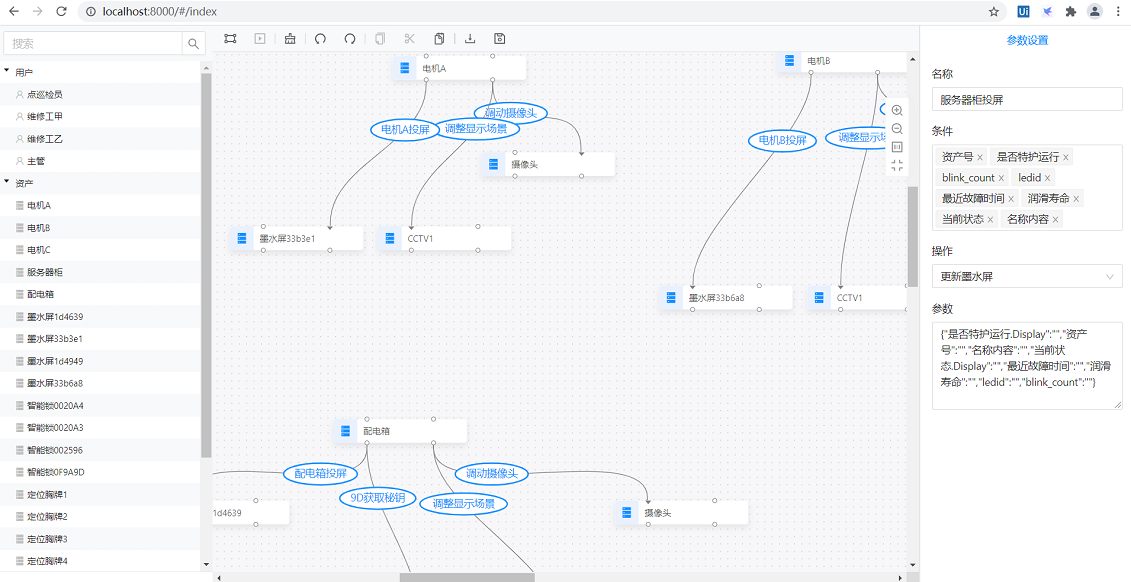 localhost:8000/#/index
Ui
搜索
用户
点巡检员
维修工甲
维修工乙
主管
资产
电机A
电机B
电机C
服务器柜
配电箱
墨水屏1d4639
墨水屏33b3e1
墨水屏1d4949
墨水屏33b6a8
智能锁0020A4
智能锁0020A3
智能锁002596
智能锁0F9A9D
定位胸牌1
定位胸牌2
定位胸牌3
定位胸牌4
电机A
电机B
调动摄像头
电机A投屏
调整显示场景
电机B投屏
调整显示场
摄像头
墨水屏33b3e1
CCTV1
墨水屏33b6a8
CCTV1
配电箱
配电箱投屏
调动摄像头
9D获取秘钥
调整显示场景
1d4639
摄像头
参数设置
名称
服务器柜投屏
条件
资产号 × 是否特护运行 ×
blink_count × ledid ×
最近故障时间 × 润滑寿命 ×
当前状态 × 名称内容 ×
操作
更新墨水屏
参数
{"是否特护运行.Display":"","资产
号":"","名称内容":"","当前状
态.Display":"","最近故障时间":"","润滑
寿命":"","ledid":"","blink_count":""}